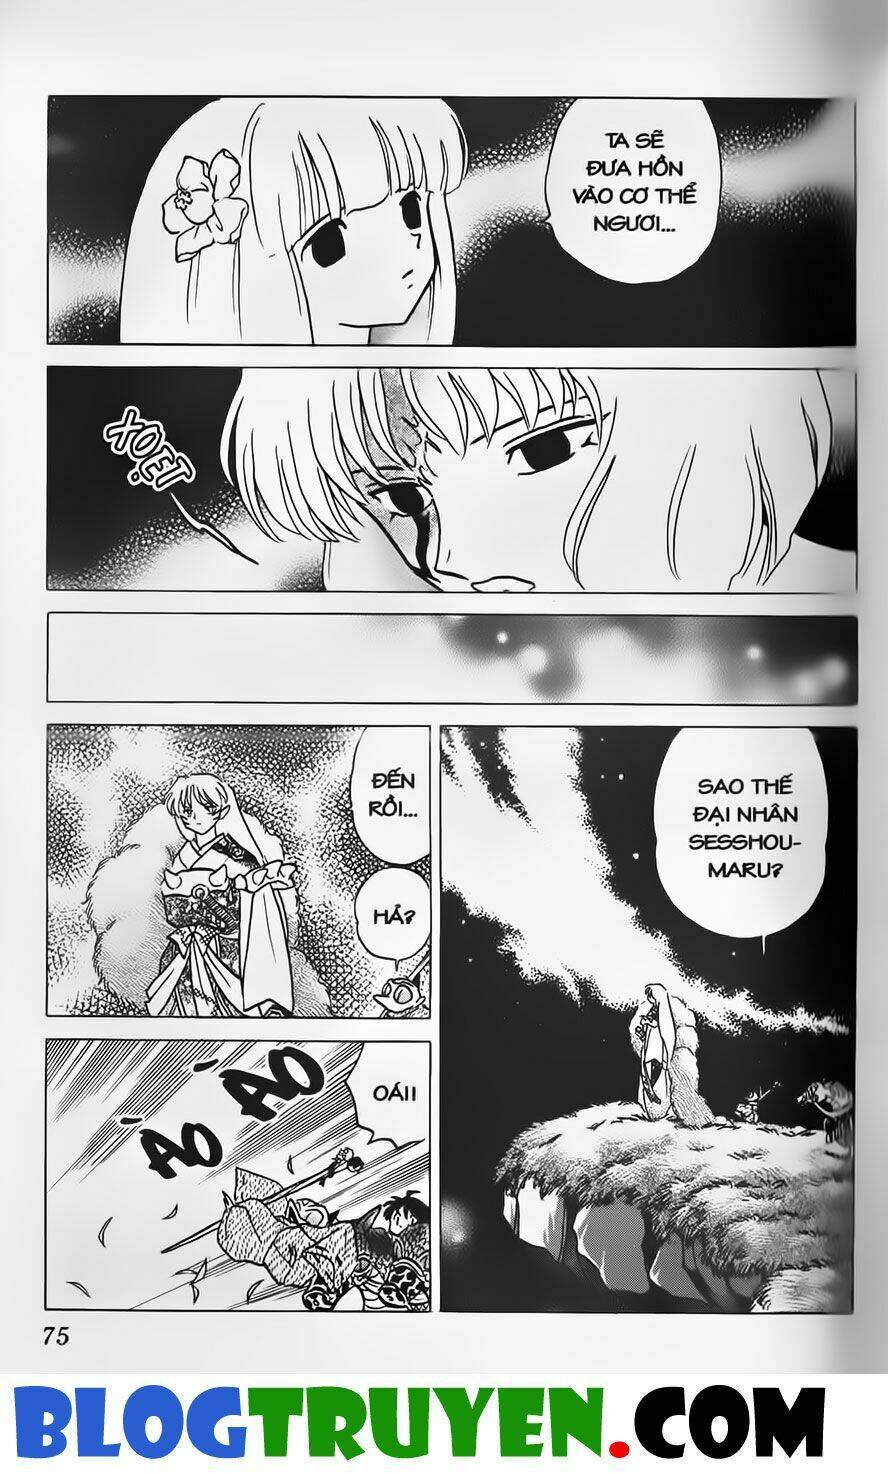 TA SẼ
ĐƯA HỒN
VÀO CƠ THỂ
NGƯƠI...
XOẸT
SAO THẾ
ĐẠI NHÂN
SESSHOU-
MARU?
ĐẾN
RỒI...
HẢ?
OÁI!
ÀO ÀO
75
BLOGTRUYEN.COM